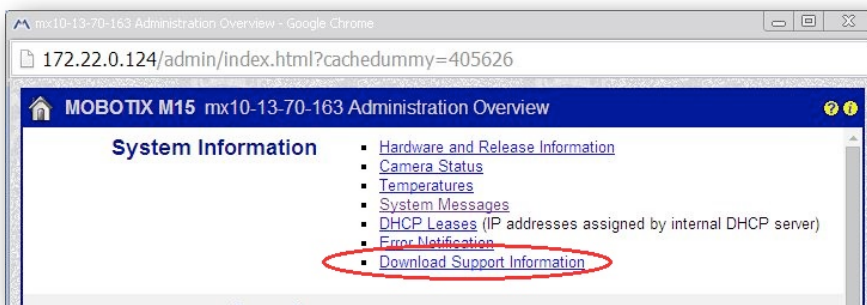 mx10-13-70-163 Administration Overview - Google Chrome
172.22.0.124/admin/index.html?cachedummy=405626
MOBOTIX M15 mx10-13-70-163 Administration Overview
System Information
Hardware and Release Information
Camera Status
Temperatures
System Messages
DHCP Leases (IP addresses assigned by internal DHCP server)
Error Notification
Download Support Information